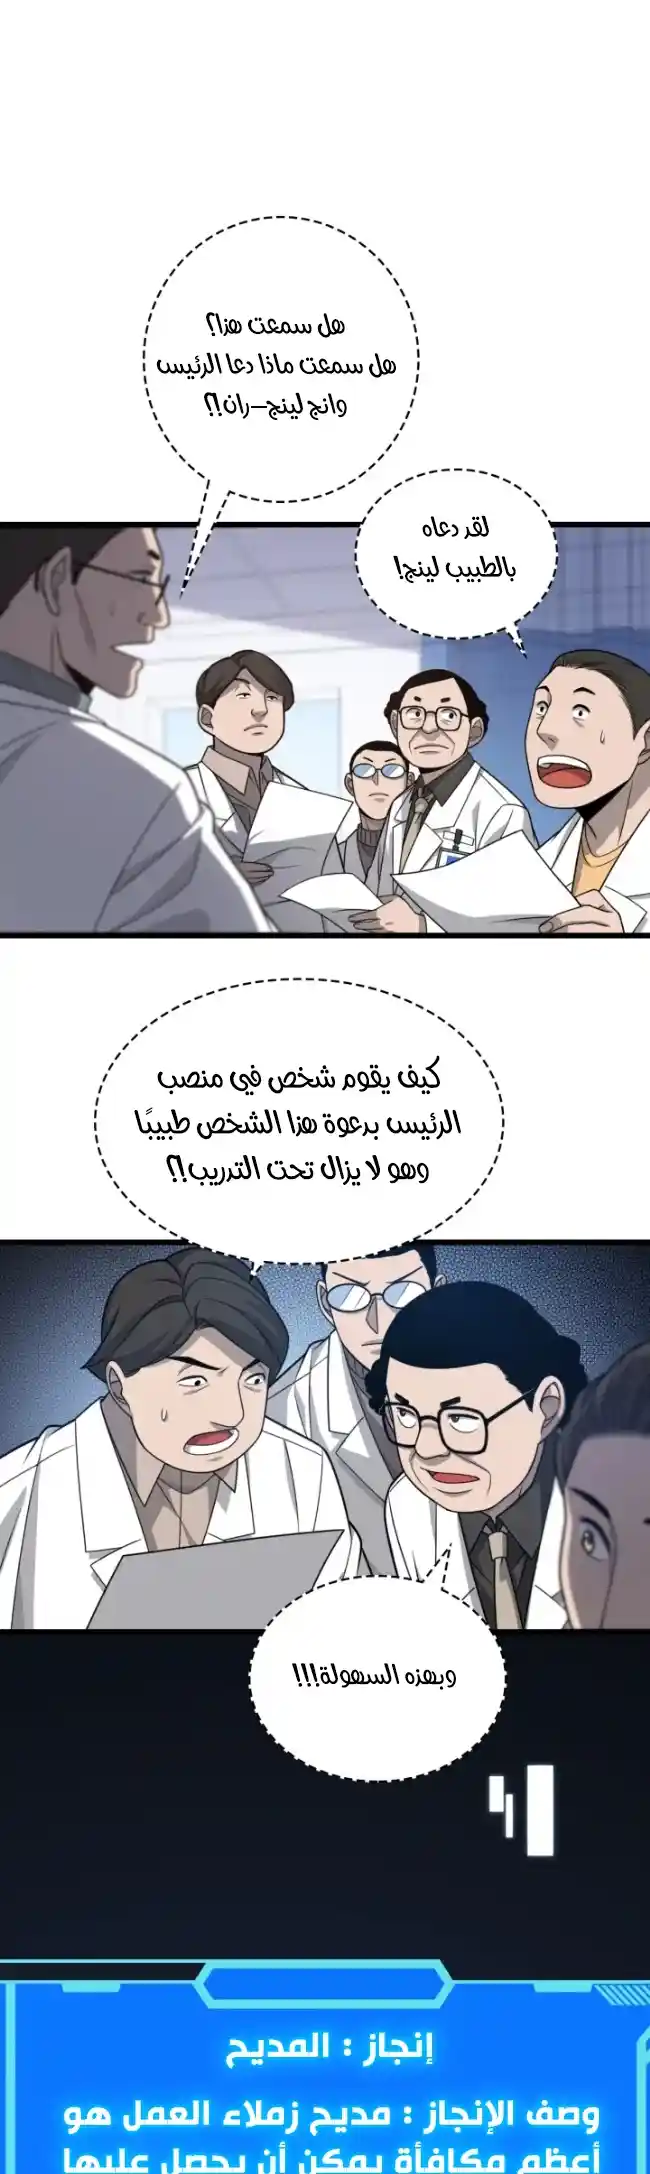 هل سمعت هذا؟
هل سمعت ماذا دعا الرئيس
وانج لينج-ران؟!
لقد دعاه
بالطبيب لينج!
كيف يقوم شخص في منصب
الرئيس بدعوة هذا الشخص طبيبًا
وهو لا يزال تحت التدريب؟!
وبهذه السهولة!!!
إنجاز : المديح
وصف الإنجاز : مديح زملاء العمل هو
أعظم مكافأة يمكن أن يحصل عليها